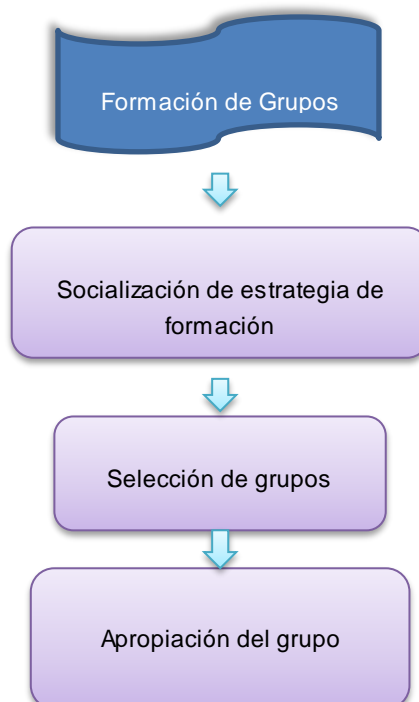 Formación de Grupos
Socialización de estrategia de
formación
Selección de grupos
Apropiación del grupo